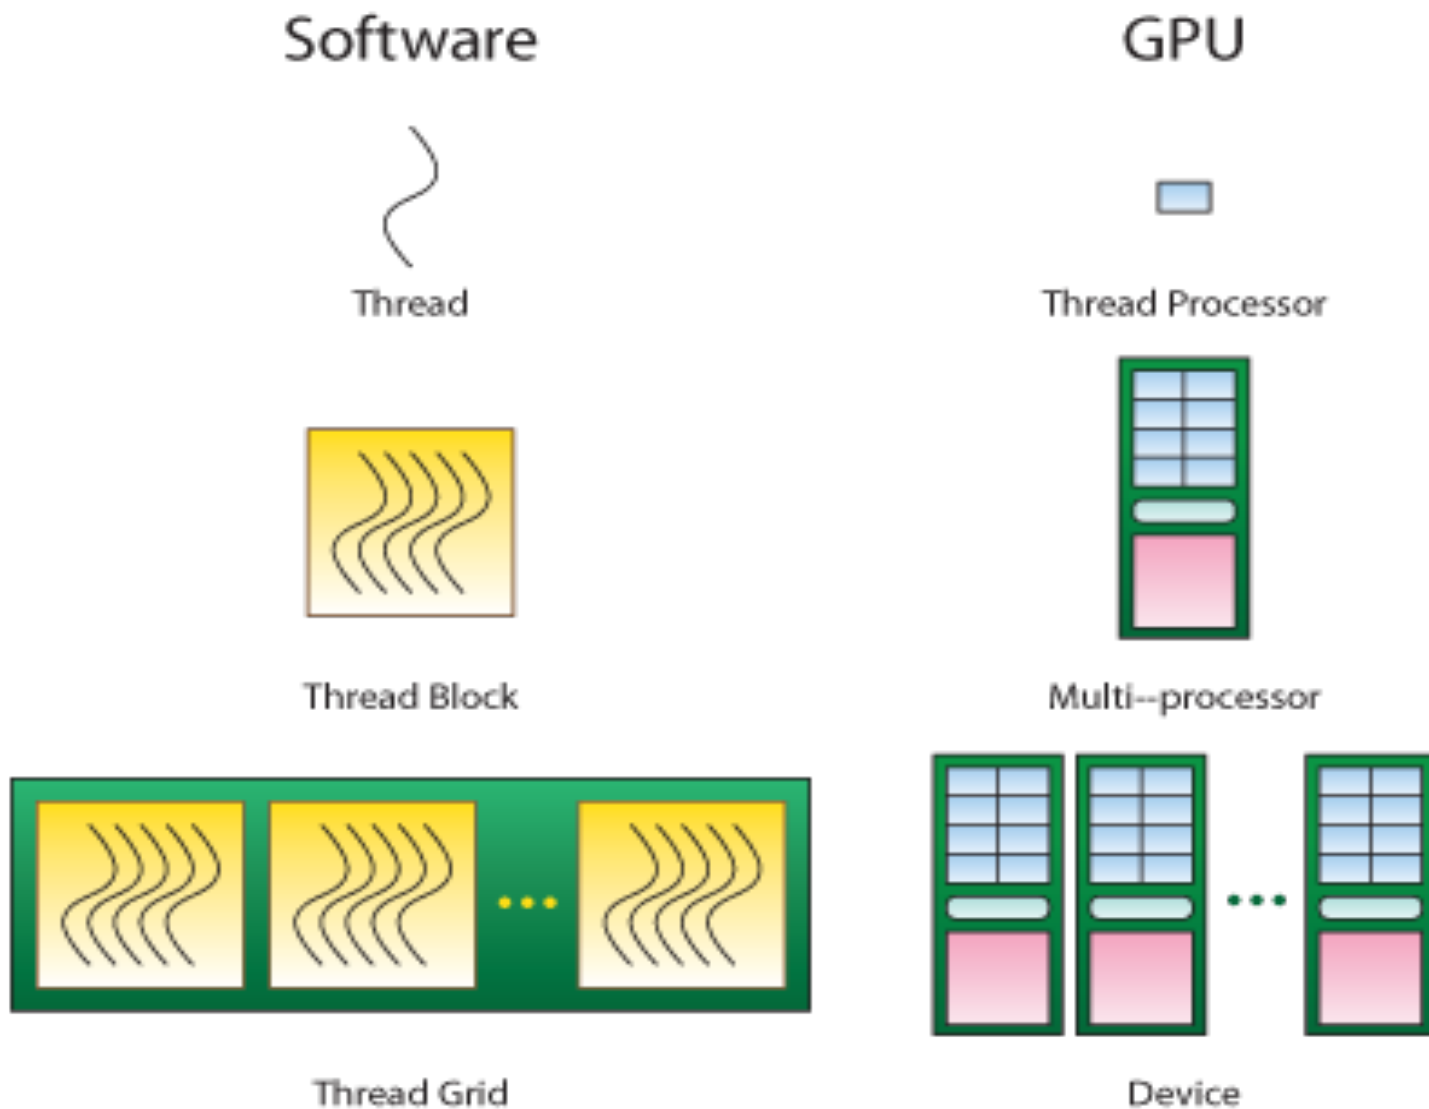 Software
GPU
Thread
Thread Processor
Thread Block
Multi--processor
Thread Grid
Device